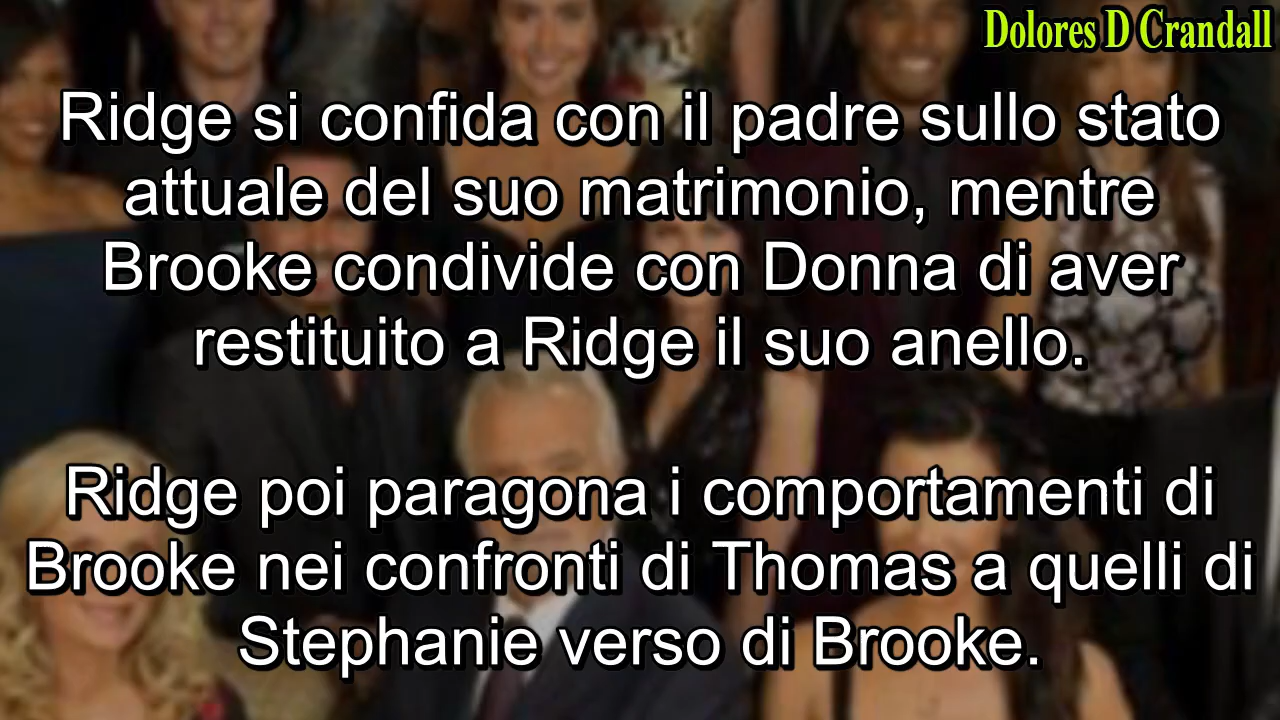 Dolores D Crandall
Ridge si confida con il padre sullo stato
attuale del suo matrimonio, mentre
Brooke condivide con Donna di aver
restituito a Ridge il suo anello.
Ridge poi paragona i comportamenti di
Brooke nei confronti di Thomas a quelli di
Stephanie verso di Brooke.